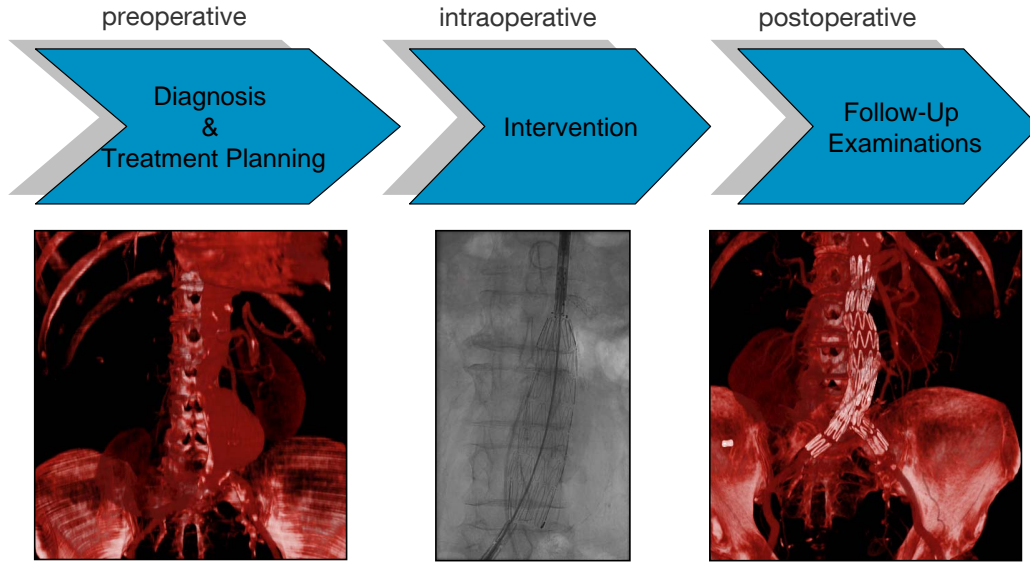 preoperative
intraoperative
postoperative
Diagnosis
&
Treatment Planning
Intervention
Follow-Up
Examinations